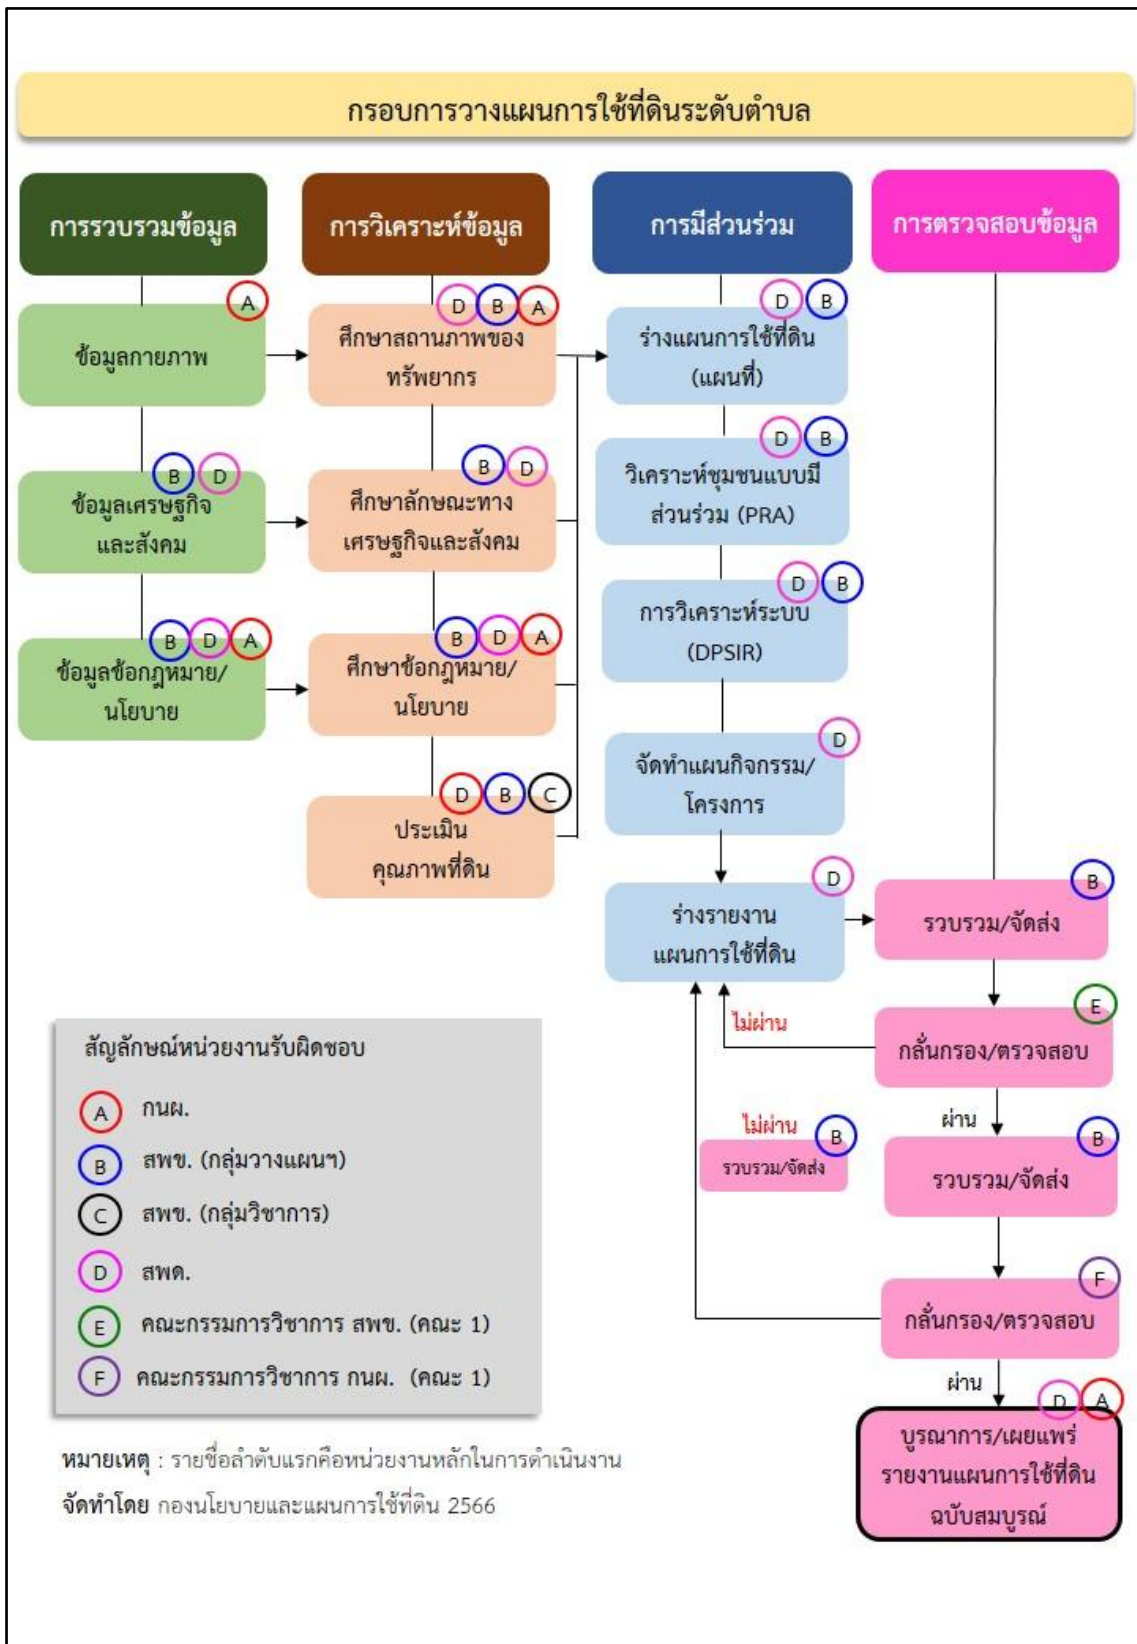 กรอบการวางแผนการใช้ที่ดินระดับตำบล
การรวบรวมข้อมูล
A
ข้อมูลกายภาพ
B D
ข้อมูลเศรษฐกิจ
และสังคม
B D A
ข้อมูลข้อกฎหมาย/
นโยบาย
การวิเคราะห์ข้อมูล
D B A
ศึกษาสถานภาพของ
ทรัพยากร
B D
ศึกษาลักษณะทาง
เศรษฐกิจและสังคม
B D A
ศึกษาข้อกฎหมาย/
นโยบาย
D B C
ประเมิน
คุณภาพที่ดิน
การมีส่วนร่วม
D B
ร่างแผนการใช้ที่ดิน
(แผนที่)
D B
วิเคราะห์ชุมชนแบบมี
ส่วนร่วม (PRA)
D B
การวิเคราะห์ระบบ
(DPSIR)
D
จัดทำแผนกิจกรรม/
โครงการ
D
ร่างรายงาน
แผนการใช้ที่ดิน
การตรวจสอบข้อมูล
B
รวบรวม/จัดส่ง
E
ไม่ผ่าน
กลั่นกรอง/ตรวจสอบ
ผ่าน
ไม่ผ่าน
B
รวบรวม/จัดส่ง
B
รวบรวม/จัดส่ง
F
กลั่นกรอง/ตรวจสอบ
ผ่าน
D A
บูรณาการ/เผยแพร่
รายงานแผนการใช้ที่ดิน
ฉบับสมบูรณ์
สัญลักษณ์หน่วยงานรับผิดชอบ
A กนผ.
B สพข. (กลุ่มวางแผนฯ)
C สพข. (กลุ่มวิชาการ)
D สพด.
E คณะกรรมการวิชาการ สพข. (คณะ 1)
F คณะกรรมการวิชาการ กนผ. (คณะ 1)
หมายเหตุ : รายชื่อลำดับแรกคือหน่วยงานหลักในการดำเนินงาน
จัดทำโดย กองนโยบายและแผนการใช้ที่ดิน 2566